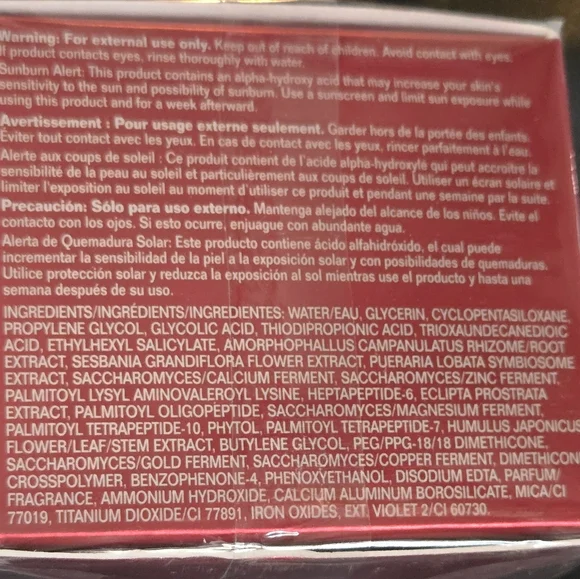 Warning: For external use only. Keep out of reach of children. Avoid contact with eyes.
If product contacts eyes, rinse thoroughly with water.
Sunburn Alert: This product contains an alpha-hydroxy acid that may increase your skin's
sensitivity to the sun and possibility of sunburn. Use a sunscreen and limit sun exposure while
using this product and for a week afterward.
Avertissement : Pour usage externe seulement. Garder hors de la portée des enfants.
Éviter tout contact avec les yeux. En cas de contact avec les yeux, rincer parfaitement à l'eau.
Alerte aux coups de soleil : Ce produit contient de l'acide alpha-hydroxylé qui peut accroître la
sensibilité de la peau au soleil et particulièrement aux coups de soleil. Utiliser un écran solaire et
limiter l'exposition au soleil au moment d'utiliser ce produit et pendant une semaine par la suite.
Precaución: Sólo para uso externo. Mantenga alejado del alcance de los niños. Evite el
contacto con los ojos. Si esto ocurre, enjuague con abundante agua.
Alerta de Quemadura Solar: Este producto contiene ácido alfahidróxido, el cual puede
incrementar la sensibilidad de la piel a la exposición solar y con posibilidades de quemaduras.
Utilice protección solar y reduzca la exposición al sol mientras use el producto y hasta una
semana después de su uso.
INGREDIENTS/INGRÉDIENTS/INGREDIENTES: WATER/EAU, GLYCERIN, CYCLOPENTASILOXANE,
PROPYLENE GLYCOL, GLYCOLIC ACID, THIODIPROPIONIC ACID, TRIOXAUNDECANEDIOIC
ACID, ETHYLHEXYL SALICYLATE, AMORPHOPHALLUS CAMPANULATUS RHIZOME/ROOT
EXTRACT, SESBANIA GRANDIFLORA FLOWER EXTRACT, PUERARIA LOBATA SYMBIOSOME
EXTRACT, SACCHAROMYCES/CALCIUM FERMENT, SACCHAROMYCES/ZINC FERMENT,
PALMITOYL LYSYL AMINOVALEROYL LYSINE, HEPTAPEPTIDE-6, ECLIPTA PROSTRATA
EXTRACT, PALMITOYL OLIGOPEPTIDE, SACCHAROMYCES/MAGNESIUM FERMENT,
PALMITOYL TETRAPEPTIDE-10, PHYTOL, PALMITOYL TETRAPEPTIDE-7, HUMULUS JAPONICUS
FLOWER/LEAF/STEM EXTRACT, BUTYLENE GLYCOL, PEG/PPG-18/18 DIMETHICONE,
SACCHAROMYCES/GOLD FERMENT, SACCHAROMYCES/COPPER FERMENT, DIMETHICON
CROSSPOLYMER, BENZOPHENONE-4, PHENOXYETHANOL, DISODIUM EDTA, PARFUM/
FRAGRANCE, AMMONIUM HYDROXIDE, CALCIUM ALUMINUM BOROSILICATE, MICA/CI
77019, TITANIUM DIOXIDE/CI 77891, IRON OXIDES, EXT. VIOLET 2/CI 60730.